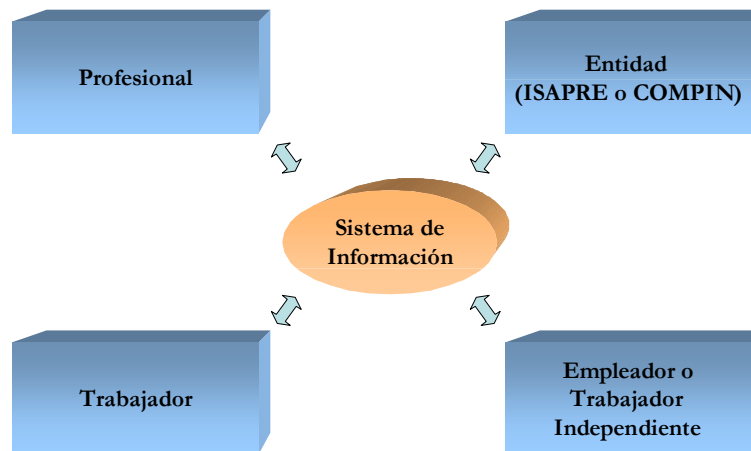 Profesional
Entidad
(ISAPRE o COMPIN)
Sistema de
Información
Trabajador
Empleador o
Trabajador
Independiente